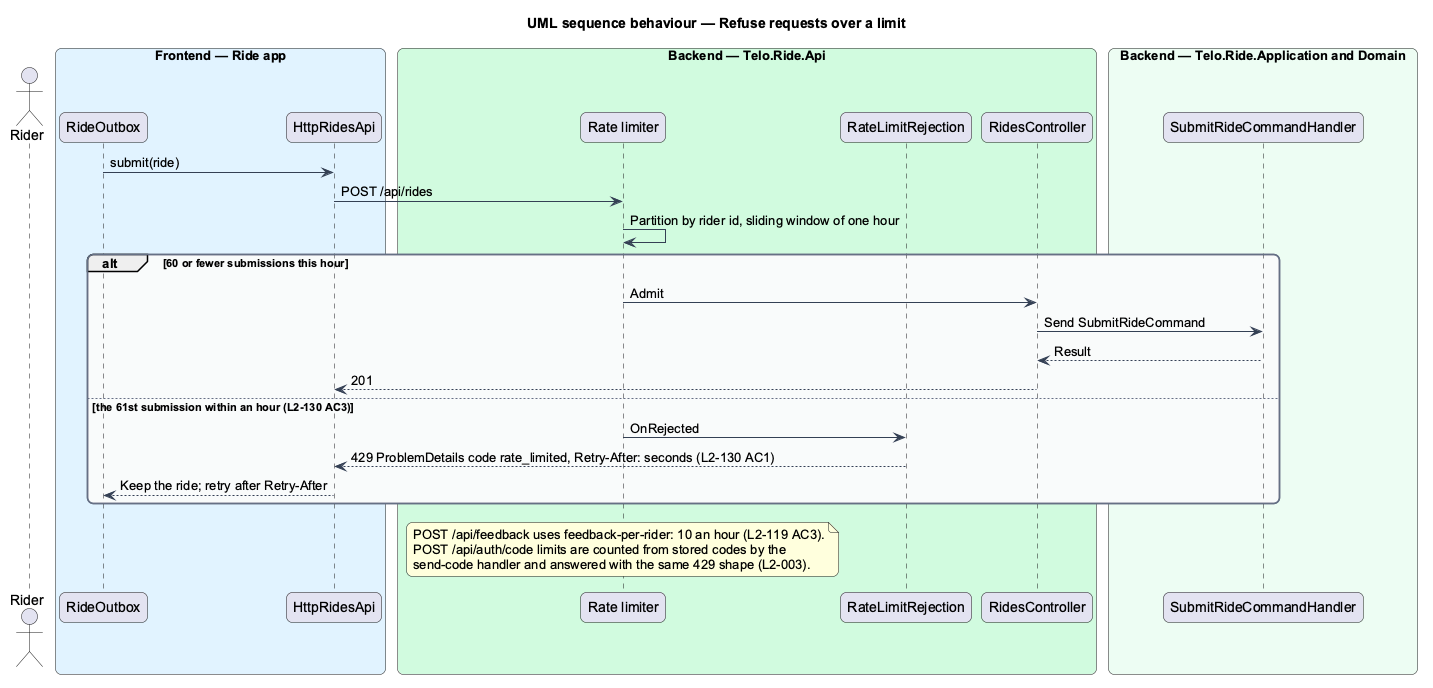 UML sequence behaviour — Refuse requests over a limit
Frontend — Ride app
Backend — Telo.Ride.Api
Backend — Telo.Ride.Application and Domain
Rider
RideOutbox
HttpRidesApi
Rate limiter
RateLimitRejection
RidesController
SubmitRideCommandHandler
submit(ride)
POST /api/rides
Partition by rider id, sliding window of one hour
alt
[60 or fewer submissions this hour]
Admit
Send SubmitRideCommand
Result
201
[the 61st submission within an hour (L2-130 AC3)]
OnRejected
429 ProblemDetails code rate_limited, Retry-After: seconds (L2-130 AC1)
Keep the ride; retry after Retry-After
POST /api/feedback uses feedback-per-rider: 10 an hour (L2-119 AC3).
POST /api/auth/code limits are counted from stored codes by the
send-code handler and answered with the same 429 shape (L2-003).
Rider
RideOutbox
HttpRidesApi
Rate limiter
RateLimitRejection
RidesController
SubmitRideCommandHandler